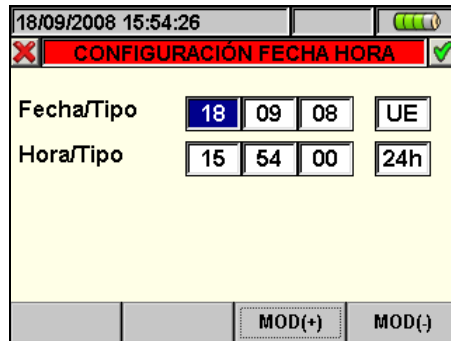 18/09/2008 15:54:26
CONFIGURACIÓN FECHA HORA
Fecha/Tipo 18 09 08 UE
Hora/Tipo 15 54 00 24h
MOD(+) MOD(-)